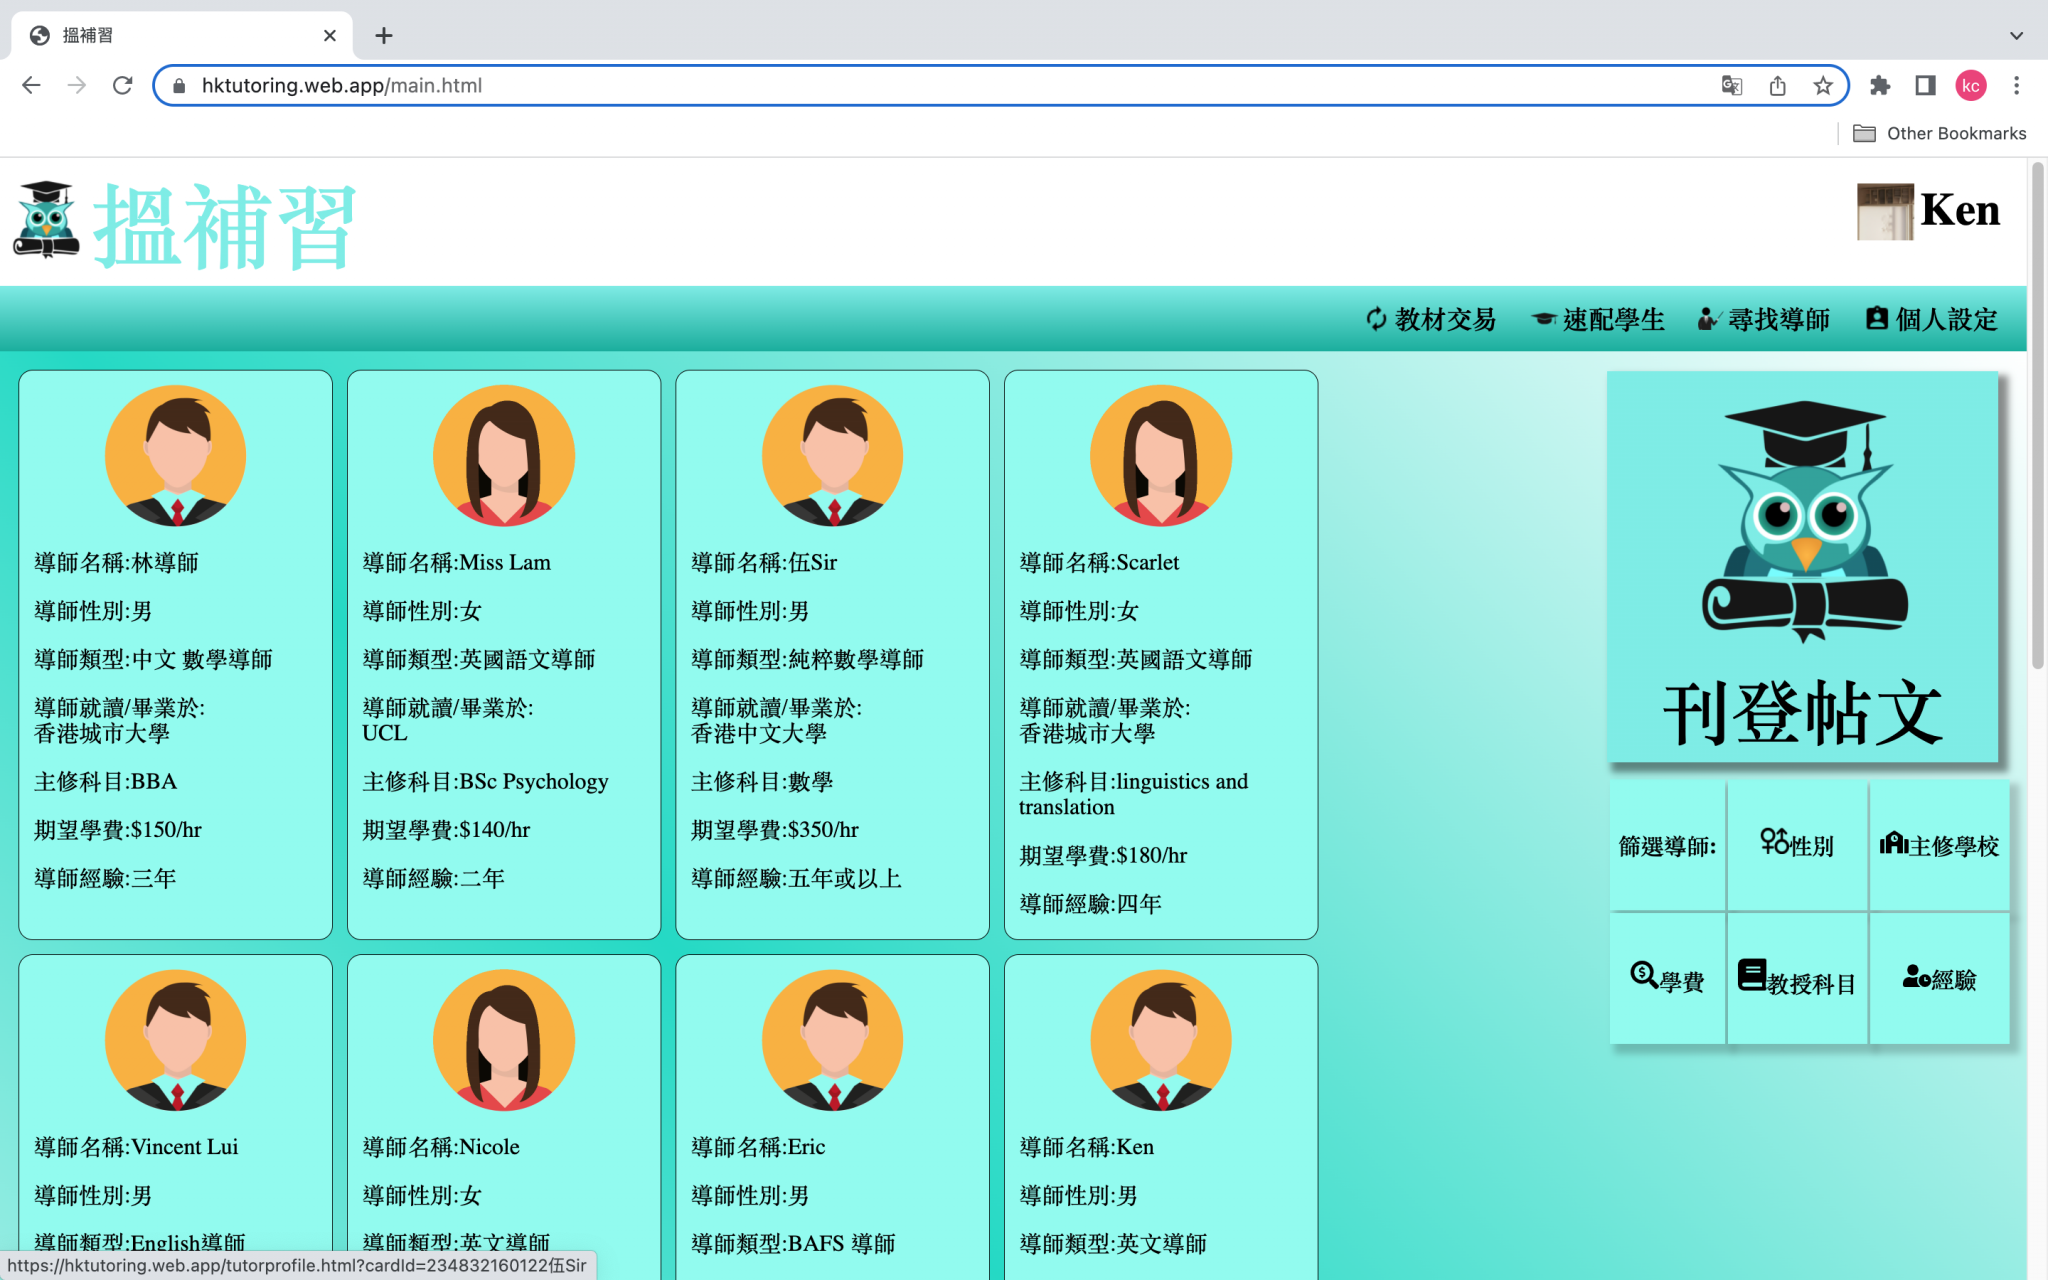 搵補習
hktutoring.web.app/main.html
kc
Other Bookmarks
搵補習
Ken
教材交易
速配學生
尋找導師
個人設定
導師名稱:林導師
導師性別:男
導師類型:中文 數學導師
導師就讀/畢業於:
香港城市大學
主修科目:BBA
期望學費:$150/hr
導師經驗:三年
導師名稱:Miss Lam
導師性別:女
導師類型:英國語文導師
導師就讀/畢業於:
UCL
主修科目:BSc Psychology
期望學費:$140/hr
導師經驗:二年
導師名稱:伍Sir
導師性別:男
導師類型:純粹數學導師
導師就讀/畢業於:
香港中文大學
主修科目:數學
期望學費:$350/hr
導師經驗:五年或以上
導師名稱:Scarlet
導師性別:女
導師類型:英國語文導師
導師就讀/畢業於:
香港城市大學
主修科目:linguistics and
translation
期望學費:$180/hr
導師經驗:四年
刊登帖文
篩選導師:
性別
主修學校
學費
教授科目
經驗
導師名稱:Vincent Lui
導師性別:男
導師類型:English導師
導師名稱:Nicole
導師性別:女
導師類型:英文導師
導師名稱:Eric
導師性別:男
導師類型:BAFS 導師
導師名稱:Ken
導師性別:男
導師類型:英文導師
https://hktutoring.web.app/tutorprofile.html?cardId=234832160122伍Sir